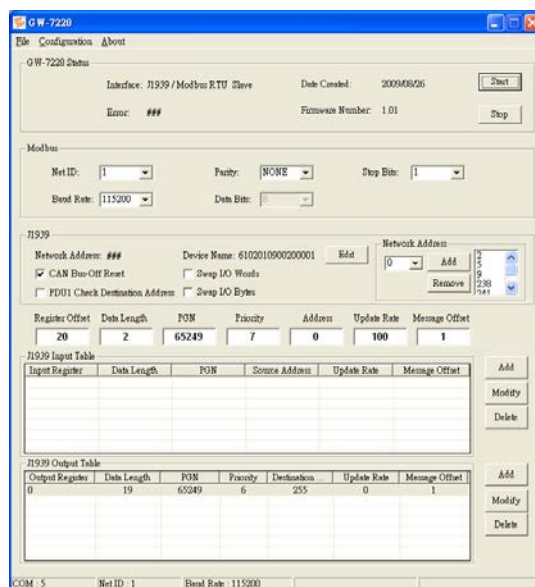 GW-7220
File Configuration About
GW-7228 Status
Interface: J1939 / Modbus RTU Slave Date Created: 2009/08/26 Start
Error: ### Firmware Number: 1.01 Stop
Modbus
Net ID: 1 Parity: NONE Stop Bits: 1
Baud Rate: 115200 Data Bits: 8
J1939
Network Address: ### Device Name: 6102010900200001 Edit
Network Address
0 Add
Remove
2
5
9
238
241
CAN Bus-Off Reset Swap I/O Words
PDU1 Check Destination Address Swap I/O Bytes
Register Offset Data Length PGN Priority Address Update Rate Message Offset
20 2 65249 7 0 100 1
J1939 Input Table
Input Register Data Length PGN Source Address Update Rate Message Offset
Add
Modify
Delete
J1939 Output Table
Output Register Data Length PGN Priority Destination ... Update Rate Message Offset
0 19 65249 6 255 0 1
Add
Modify
Delete
COM : 5 Net ID : 1 Baud Rate : 115200